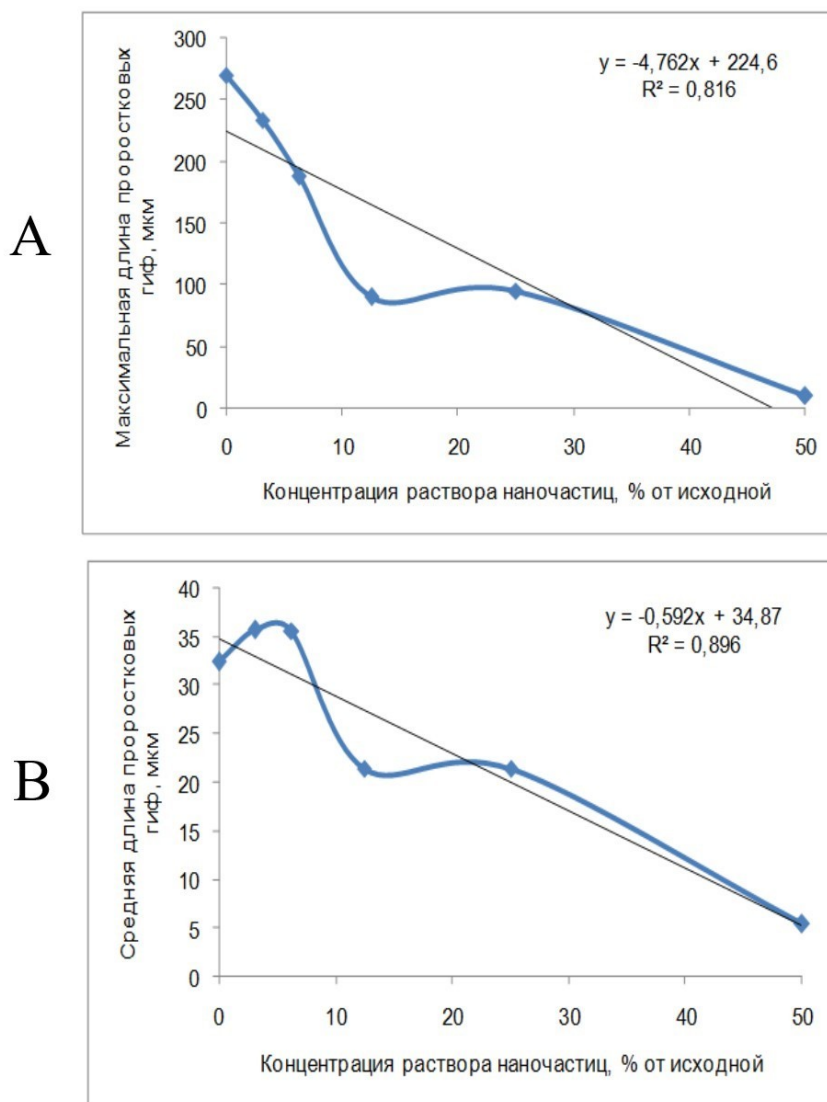 A
Максимальная длина проростковых
гиф, мкм
300
250
200
150
100
50
0
y = -4,762x + 224,6
R² = 0,816
0 10 20 30 40 50
Концентрация раствора наночастиц, % от исходной
B
Средняя длина проростковых
гиф, мкм
40
35
30
25
20
15
10
5
0
y = -0,592x + 34,87
R² = 0,896
0 10 20 30 40 50
Концентрация раствора наночастиц, % от исходной